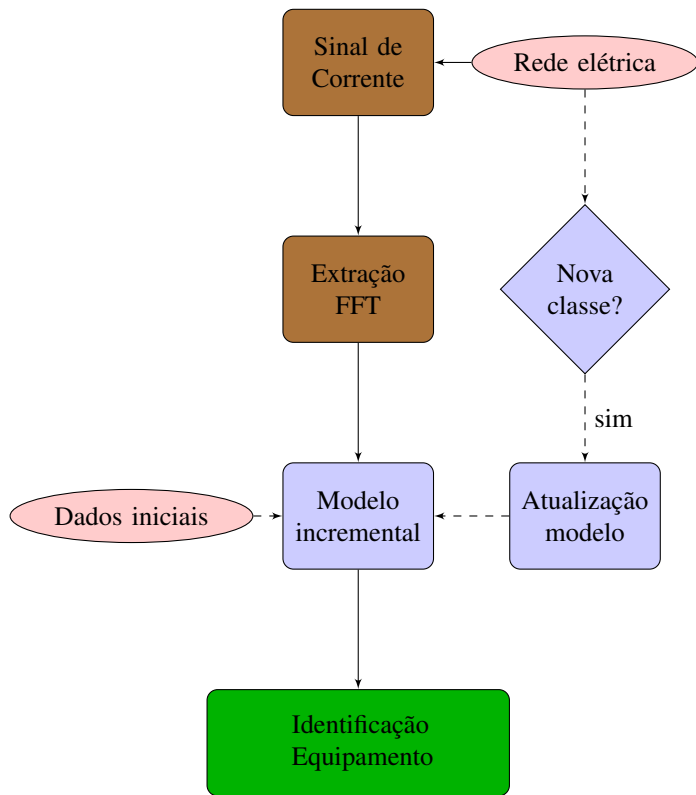 Sinal de
Corrente
Rede elétrica
Extração
FFT
Nova
classe?
sim
Dados iniciais
Modelo
incremental
Atualização
modelo
Identificação
Equipamento